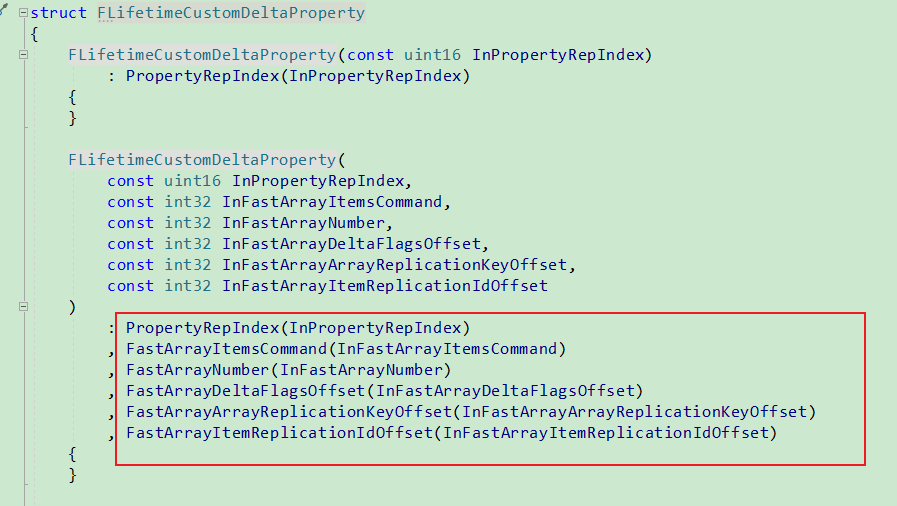 struct FLifetimeCustomDeltaProperty
{
    FLifetimeCustomDeltaProperty(const uint16 InPropertyRepIndex)
        : PropertyRepIndex(InPropertyRepIndex)
    {
    }
    FLifetimeCustomDeltaProperty(
        const uint16 InPropertyRepIndex,
        const int32 InFastArrayItemsCommand,
        const int32 InFastArrayNumber,
        const int32 InFastArrayDeltaFlagsOffset,
        const int32 InFastArrayArrayReplicationKeyOffset,
        const int32 InFastArrayItemReplicationIdOffset
    )
        : PropertyRepIndex(InPropertyRepIndex)
        , FastArrayItemsCommand(InFastArrayItemsCommand)
        , FastArrayNumber(InFastArrayNumber)
        , FastArrayDeltaFlagsOffset(InFastArrayDeltaFlagsOffset)
        , FastArrayArrayReplicationKeyOffset(InFastArrayArrayReplicationKeyOffset)
        , FastArrayItemReplicationIdOffset(InFastArrayItemReplicationIdOffset)
    {
    }